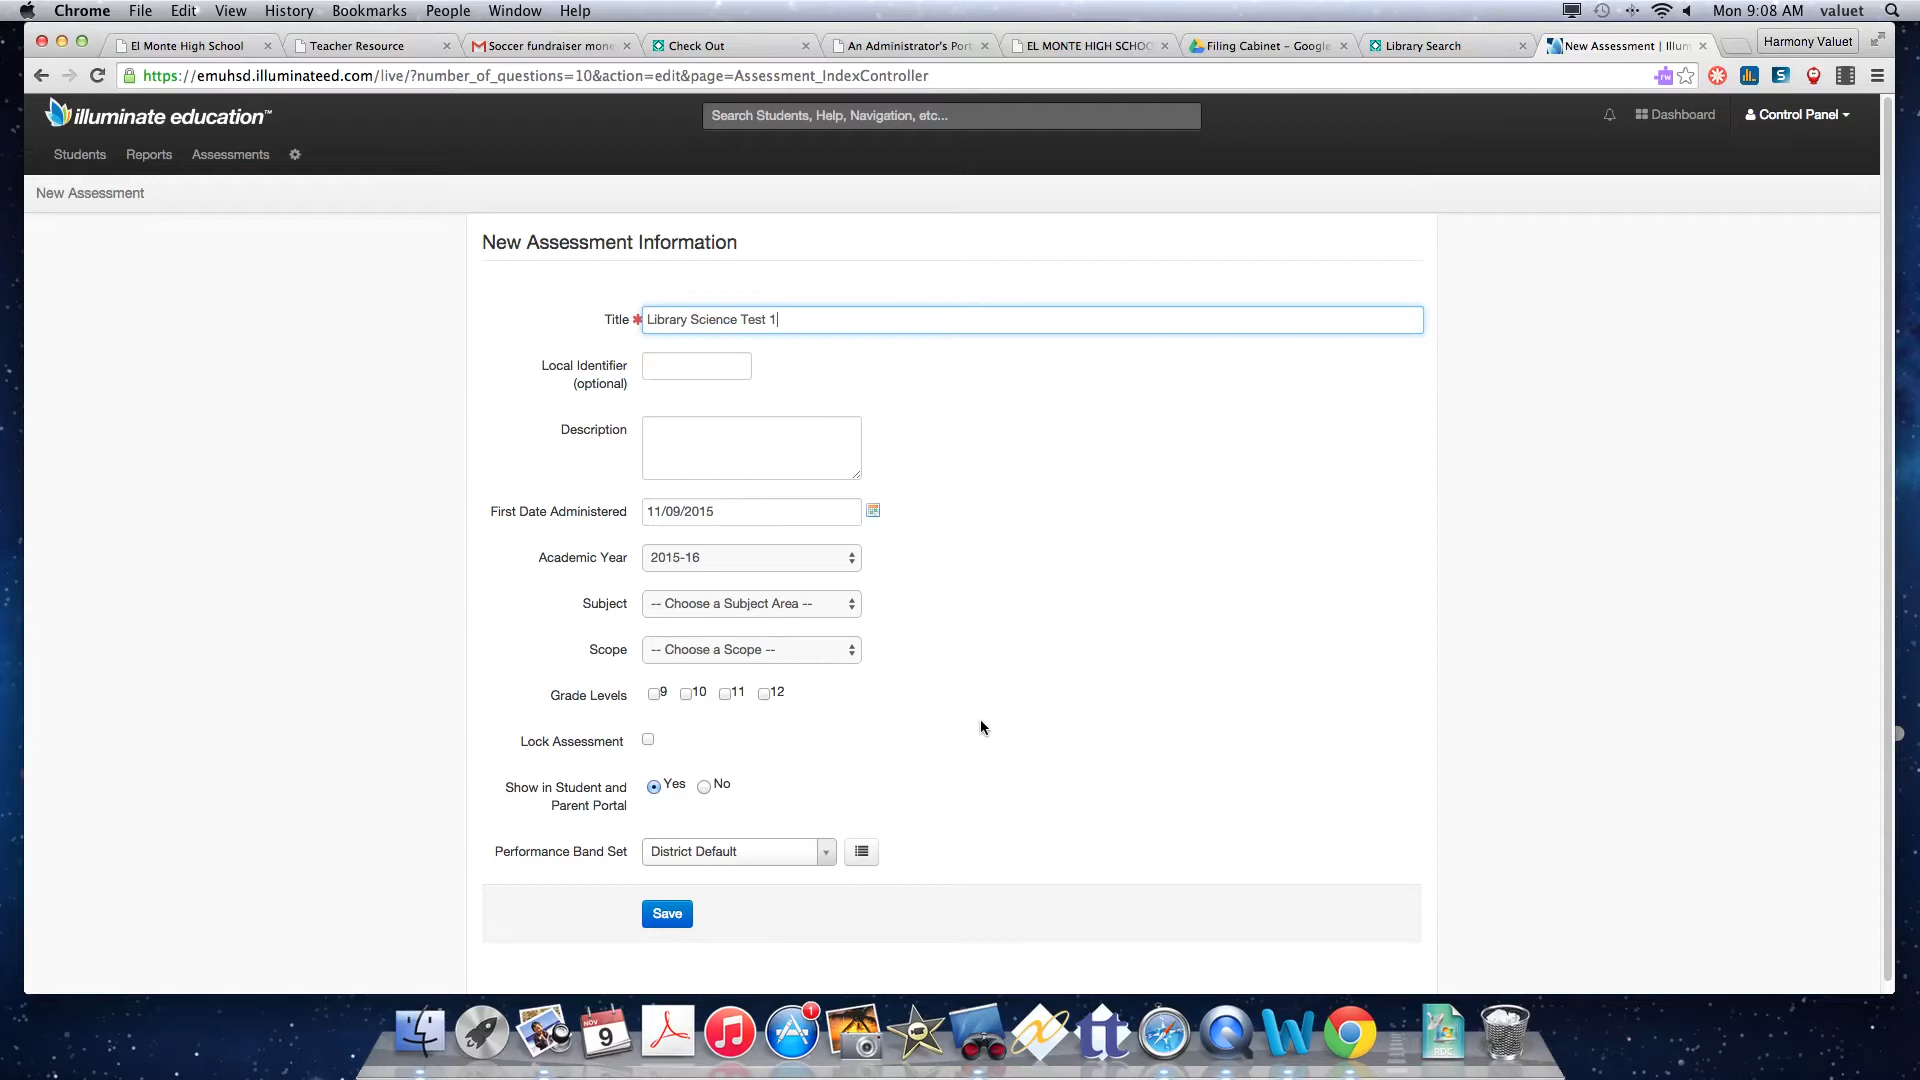 Chrome File Edit View History Bookmarks People Window Help Mon 9:08 AM valuet
El Monte High School Teacher Resource Soccer fundraiser mone Check Out An Administrator's Port EL MONTE HIGH SCHOO Filing Cabinet – Google Library Search New Assessment | Illum Harmony Valuet
https://emuhsd.illuminateed.com/live/?number_of_questions=10&action=edit&page=Assessment_IndexController
illuminate education™ Search Students, Help, Navigation, etc... Dashboard Control Panel
Students Reports Assessments
New Assessment
New Assessment Information
Title Library Science Test 1
Local Identifier
(optional)
Description
First Date Administered 11/09/2015
Academic Year 2015-16
Subject -- Choose a Subject Area --
Scope -- Choose a Scope --
Grade Levels 9 10 11 12
Lock Assessment
Show in Student and
Parent Portal
Yes No
Performance Band Set District Default
Save
NOV
9
1
RDC